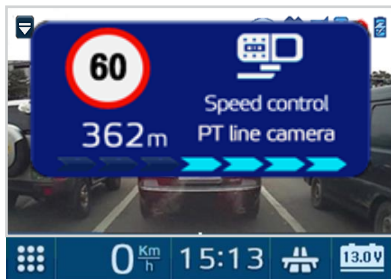 60
362m
Speed control
PT line camera
0 Km/h 15:13 13.0V